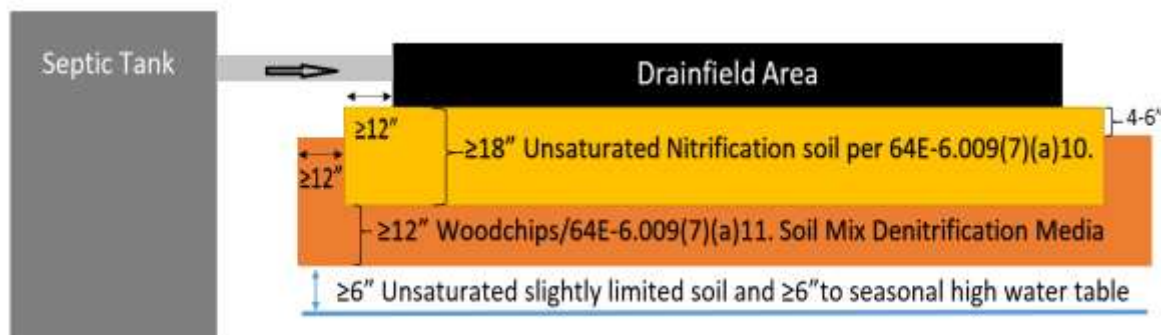 Septic Tank
Drainfield Area
≥12”
4-6”
≥18” Unsaturated Nitrification soil per 64E-6.009(7)(a)10.
≥12”
≥12” Woodchips/64E-6.009(7)(a)11. Soil Mix Denitrification Media
≥6” Unsaturated slightly limited soil and ≥6”to seasonal high water table